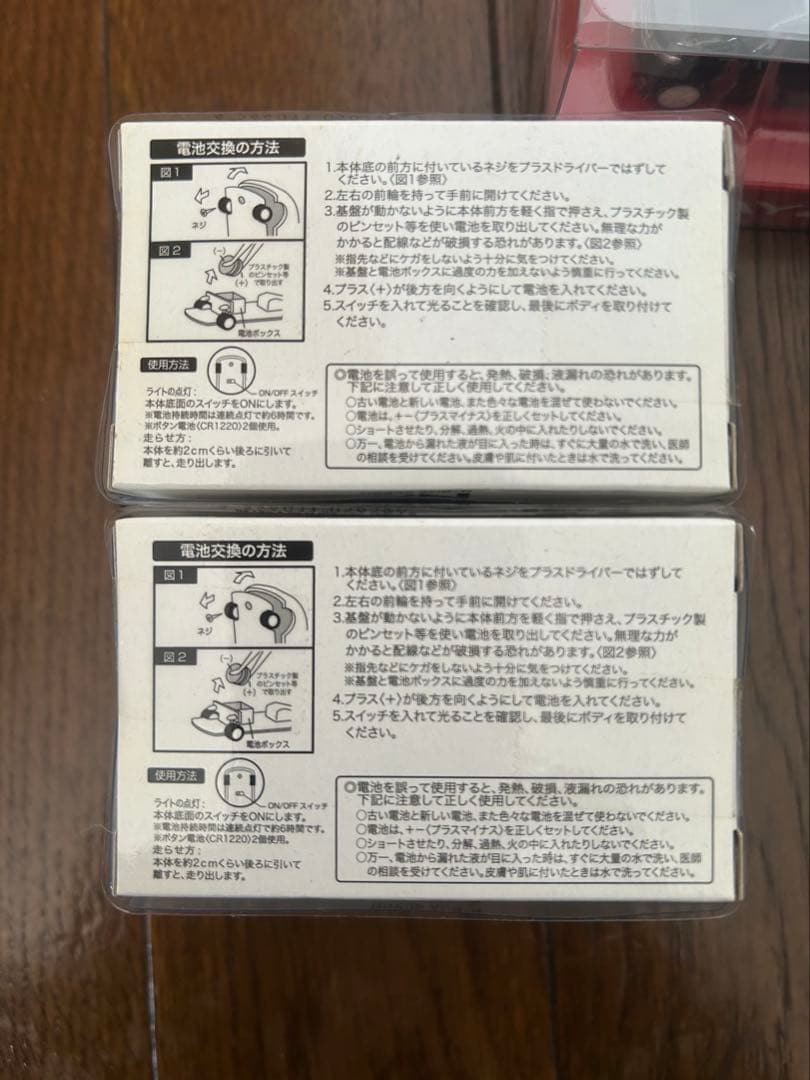 電池交換の方法
図1
ネジ
図2
(−)
プラスチック製
のピンセット等
(+) で取り出す
電池ボックス
1.本体底の前方に付いているネジをプラスドライバーではずして
ください。〈図1参照〉
2.左右の前輪を持って手前に開けてください。
3.基盤が動かないように本体前方を軽く指で押さえ、プラスチック製
のピンセット等を使い電池を取り出してください。無理な力が
かかると配線などが破損する恐れがあります。〈図2参照〉
※指先などにケガをしないよう十分に気をつけてください。
※基盤と電池ボックスに過度の力を加えないよう慎重に行ってください。
4.プラス〈+〉が後方を向くようにして電池を入れてください。
5.スイッチを入れて光ることを確認し、最後にボディを取り付けて
ください。
使用方法
ON/OFF スイッチ
ライトの点灯:
本体底面のスイッチをONにします。
※電池持続時間は連続点灯で約6時間です。
※ボタン電池〈CR1220〉2個使用。
走らせ方:
本体を約2cmくらい後ろに引いて
離すと、走り出します。
◎電池を誤って使用すると、発熱、破損、液漏れの恐れがあります。
下記に注意して正しく使用してください。
○古い電池と新しい電池、また色々な電池を混ぜて使わないでください。
○電池は、+−〈プラスマイナス〉を正しくセットしてください。
○ショートさせたり、分解、過熱、火の中に入れたりしないでください。
○万一、電池から漏れた液が目に入った時は、すぐに大量の水で洗い、医師
の相談を受けてください。皮膚や肌に付いたときは水で洗ってください。
電池交換の方法
図1
ネジ
図2
(−)
プラスチック製
のピンセット等
(+) で取り出す
電池ボックス
1.本体底の前方に付いているネジをプラスドライバーではずして
ください。〈図1参照〉
2.左右の前輪を持って手前に開けてください。
3.基盤が動かないように本体前方を軽く指で押さえ、プラスチック製
のピンセット等を使い電池を取り出してください。無理な力が
かかると配線などが破損する恐れがあります。〈図2参照〉
※指先などにケガをしないよう十分に気をつけてください。
※基盤と電池ボックスに過度の力を加えないよう慎重に行ってください。
4.プラス〈+〉が後方を向くようにして電池を入れてください。
5.スイッチを入れて光ることを確認し、最後にボディを取り付けて
ください。
使用方法
ON/OFF スイッチ
ライトの点灯:
本体底面のスイッチをONにします。
※電池持続時間は連続点灯で約6時間です。
※ボタン電池〈CR1220〉2個使用。
走らせ方:
本体を約2cmくらい後ろに引いて
離すと、走り出します。
◎電池を誤って使用すると、発熱、破損、液漏れの恐れがあります。
下記に注意して正しく使用してください。
○古い電池と新しい電池、また色々な電池を混ぜて使わないでください。
○電池は、+−〈プラスマイナス〉を正しくセットしてください。
○ショートさせたり、分解、過熱、火の中に入れたりしないでください。
○万一、電池から漏れた液が目に入った時は、すぐに大量の水で洗い、医師
の相談を受けてください。皮膚や肌に付いたときは水で洗ってください。